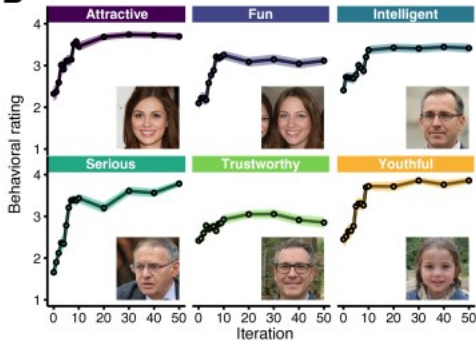 Attractive Fun Intelligent
4
3
2
1
Serious Trustworthy Youthful
4
3
2
1
Behavioral rating
0 10 20 30 40 50 0 10 20 30 40 50 0 10 20 30 40 50
Iteration